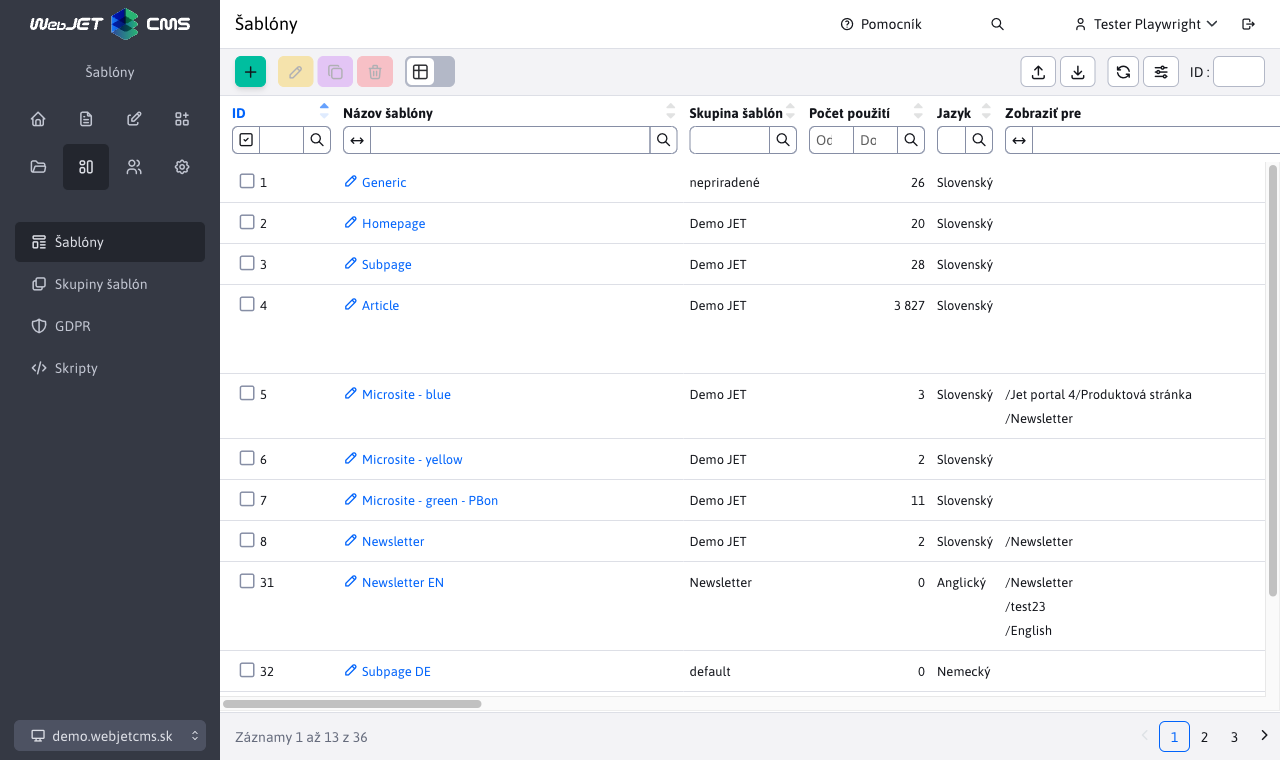 WebJET CMS
Šablóny
Pomocník
Tester Playwright
Šablóny
ID :
ID
Názov šablóny
Skupina šablón
Počet použití
Jazyk
Zobraziť pre
Od
Do
1 Generic nepriradené 26 Slovenský
2 Homepage Demo JET 20 Slovenský
3 Subpage Demo JET 28 Slovenský
4 Article Demo JET 3 827 Slovenský
5 Microsite - blue Demo JET 3 Slovenský /Jet portal 4/Produktová stránka
/Newsletter
6 Microsite - yellow Demo JET 2 Slovenský
7 Microsite - green - PBon Demo JET 11 Slovenský
8 Newsletter Demo JET 2 Slovenský /Newsletter
31 Newsletter EN Newsletter 0 Anglický /Newsletter
/test23
/English
32 Subpage DE default 0 Nemecký
Šablóny
Skupiny šablón
GDPR
Skripty
demo.webjetcms.sk
Záznamy 1 až 13 z 36
1 2 3